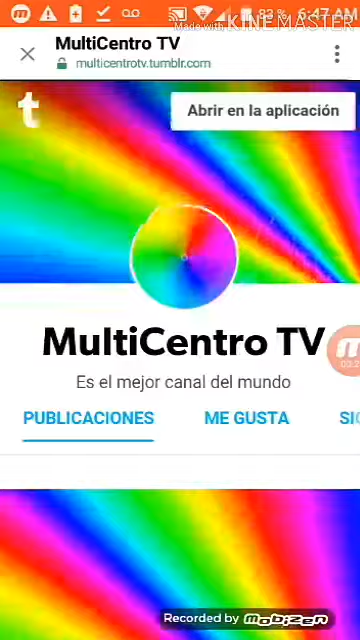 83 % 6:47 AM
Made with KINEMASTER
MultiCentro TV
multicentrotv.tumblr.com
t
Abrir en la aplicación
MultiCentro TV
Es el mejor canal del mundo
PUBLICACIONES ME GUSTA
Recorded by mobizen